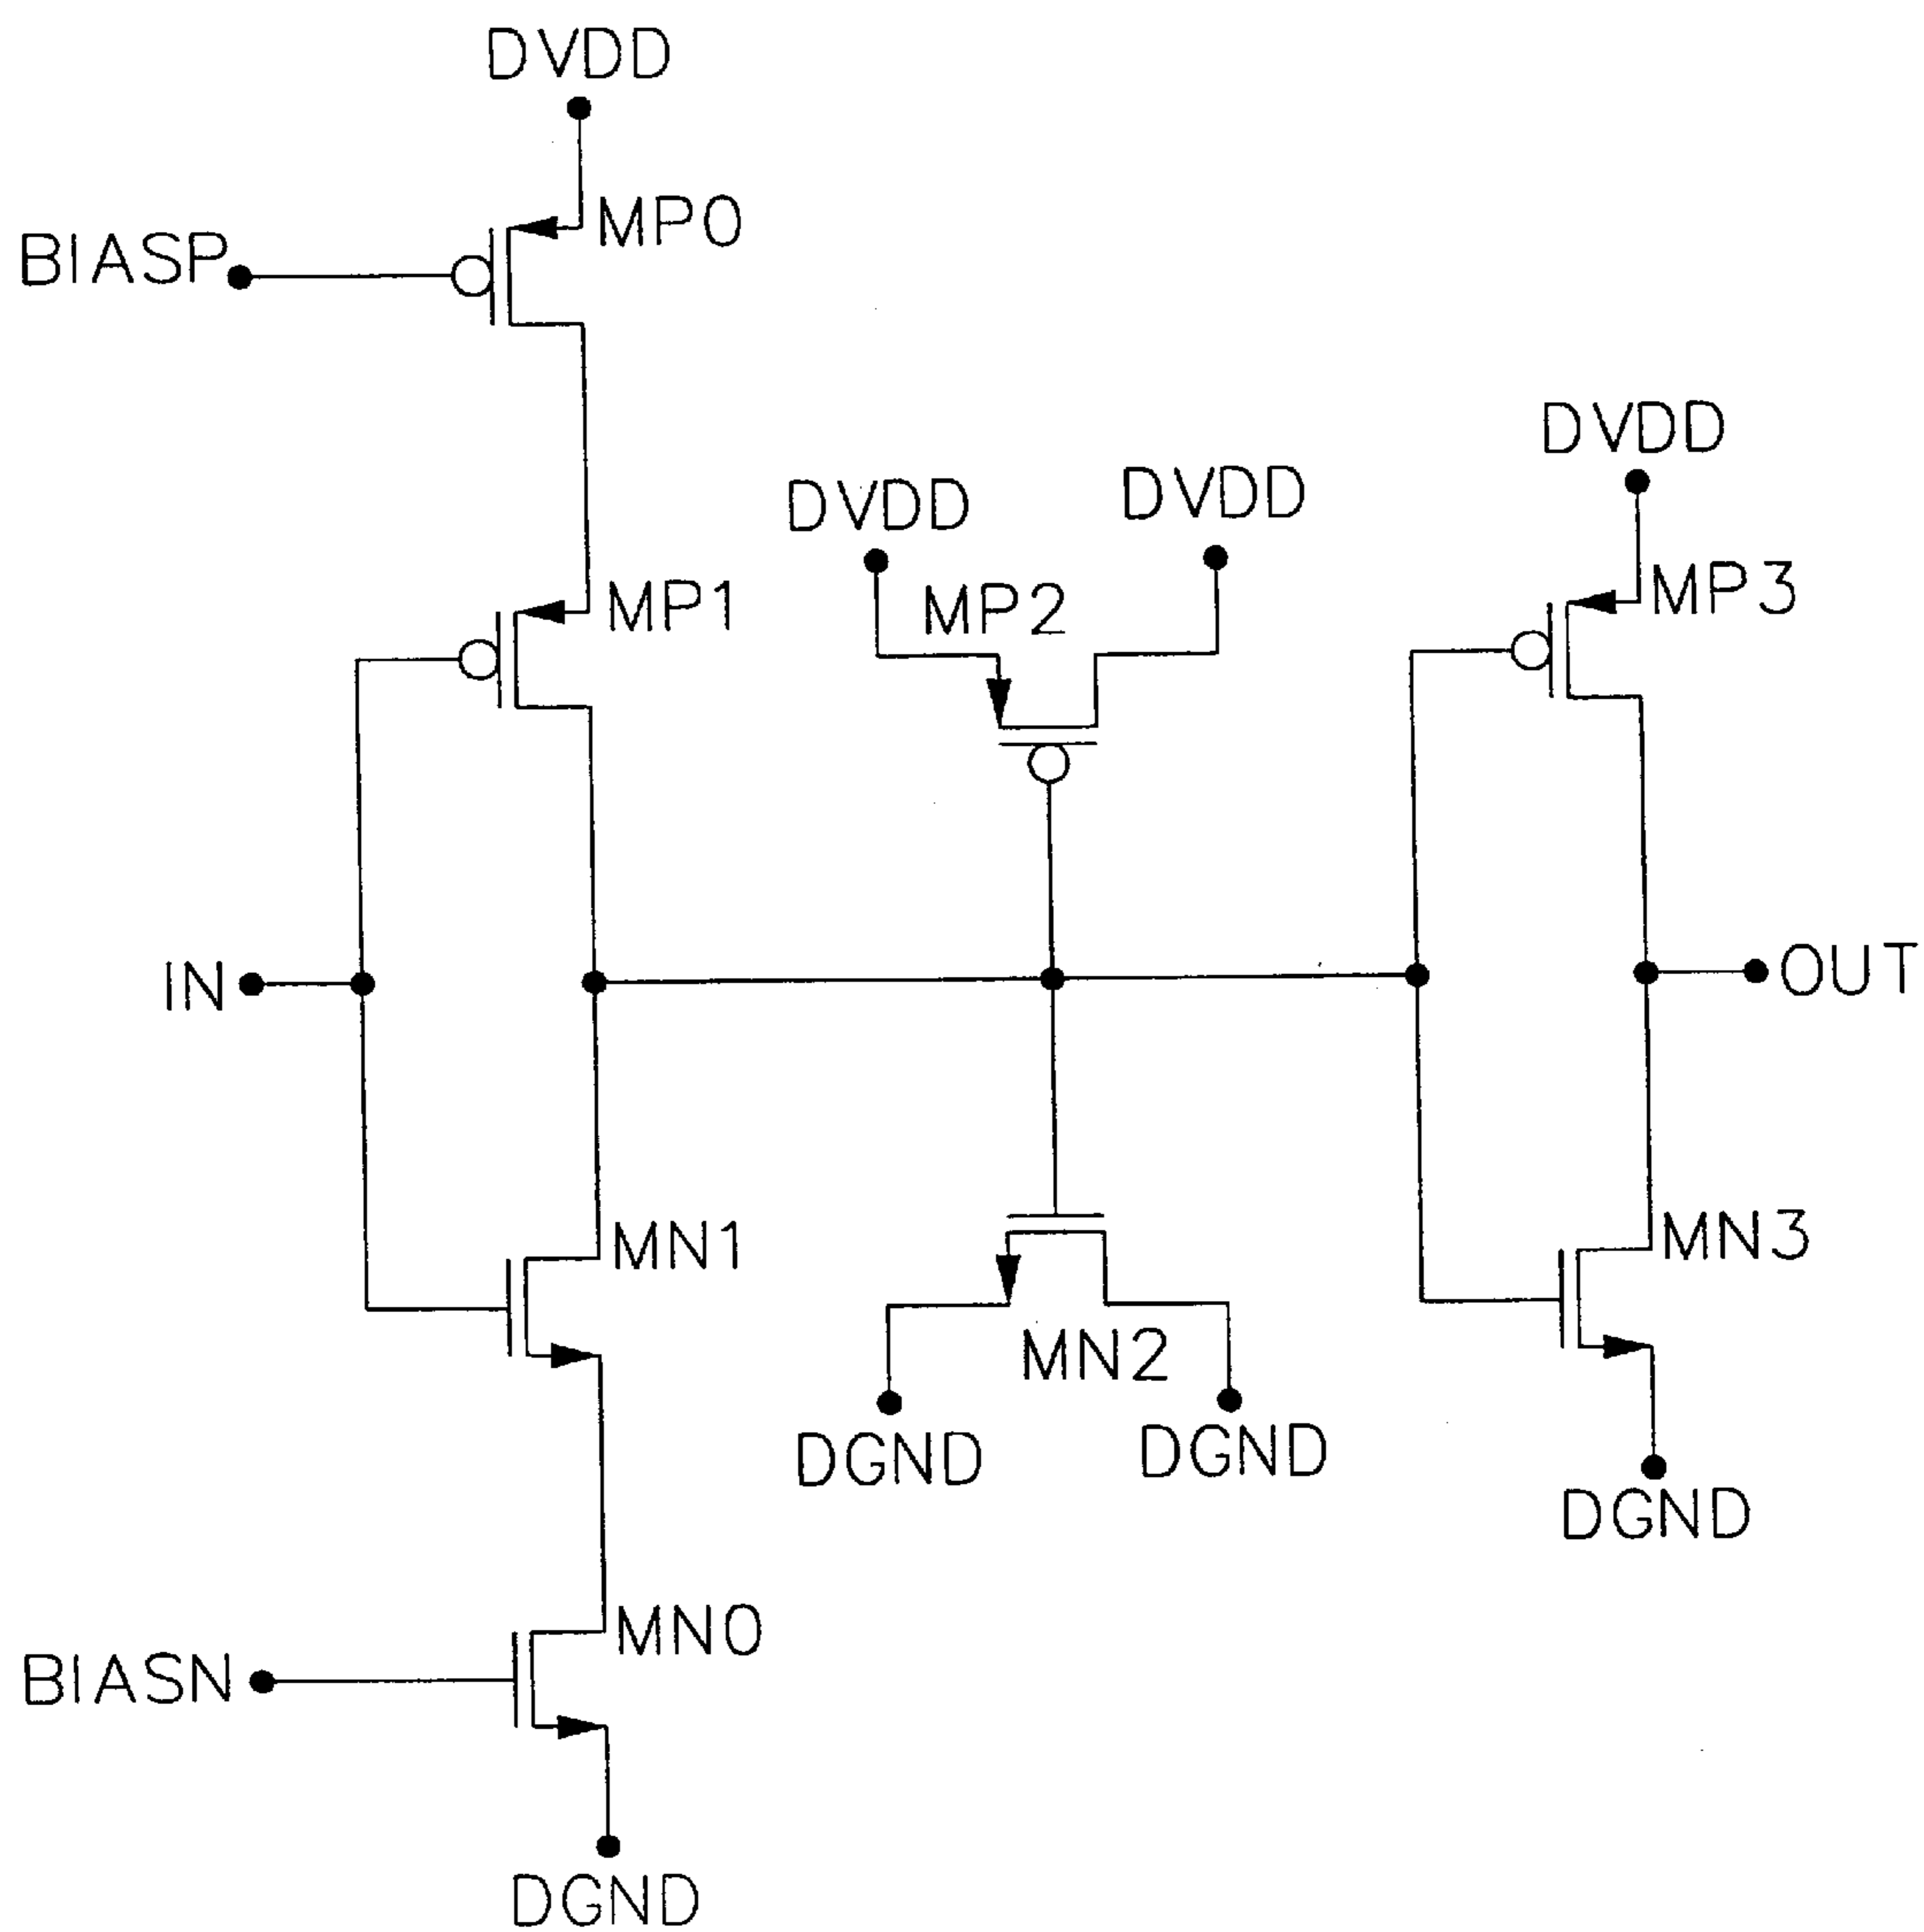 DVDD
MP0
BIASP
DVDD
DVDD
DVDD
MP1
MP2
MP3
IN
OUT
MN1
MN3
MN2
DGND
DGND
DGND
MN0
BIASN
DGND